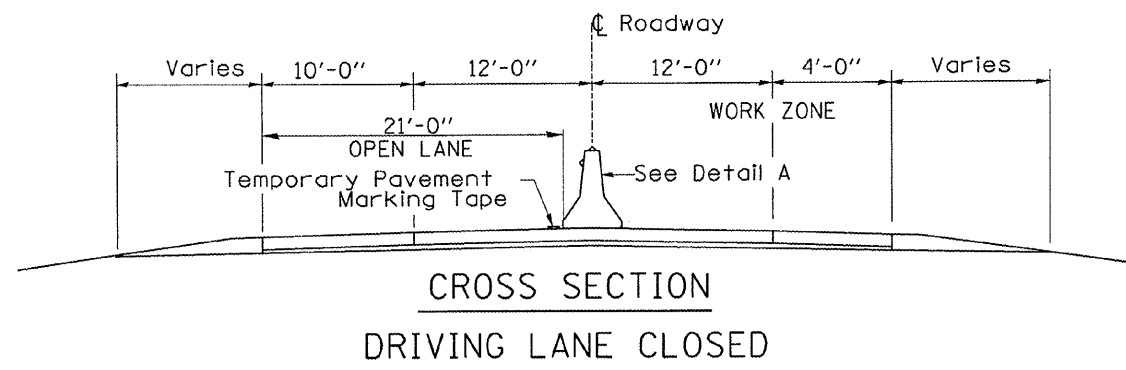 ℄ Roadway
Varies 10'-0" 12'-0" 12'-0" 4'-0" Varies
WORK ZONE
21'-0"
OPEN LANE
Temporary Pavement
Marking Tape
See Detail A
CROSS SECTION
DRIVING LANE CLOSED